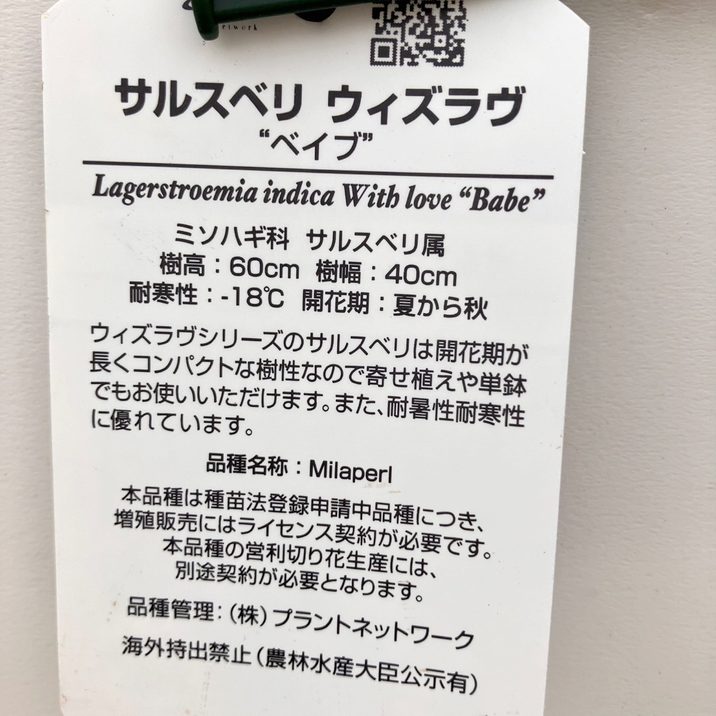 etwork
サルスベリ ウィズラヴ
“ベイブ”
Lagerstroemia indica With love “Babe”
ミソハギ科 サルスベリ属
樹高：60cm 樹幅：40cm
耐寒性：-18℃ 開花期：夏から秋
ウィズラヴシリーズのサルスベリは開花期が
長くコンパクトな樹性なので寄せ植えや単鉢
でもお使いいただけます。また、耐暑性耐寒性
に優れています。
品種名称：Milaperl
本品種は種苗法登録申請中品種につき、
増殖販売にはライセンス契約が必要です。
本品種の営利切り花生産には、
別途契約が必要となります。
品種管理：（株）プラントネットワーク
海外持出禁止（農林水産大臣公示有）